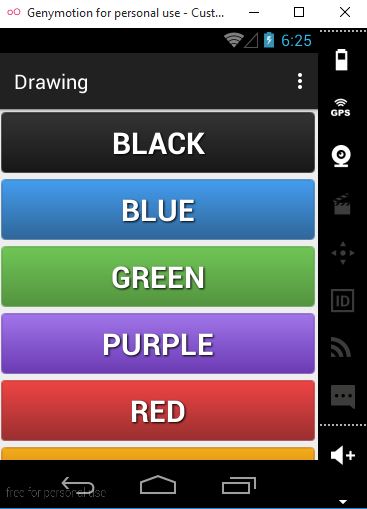 Genymotion for personal use - Cust...
6:25
Drawing
GPS
BLACK
BLUE
GREEN
ID
PURPLE
RED
free for personal use